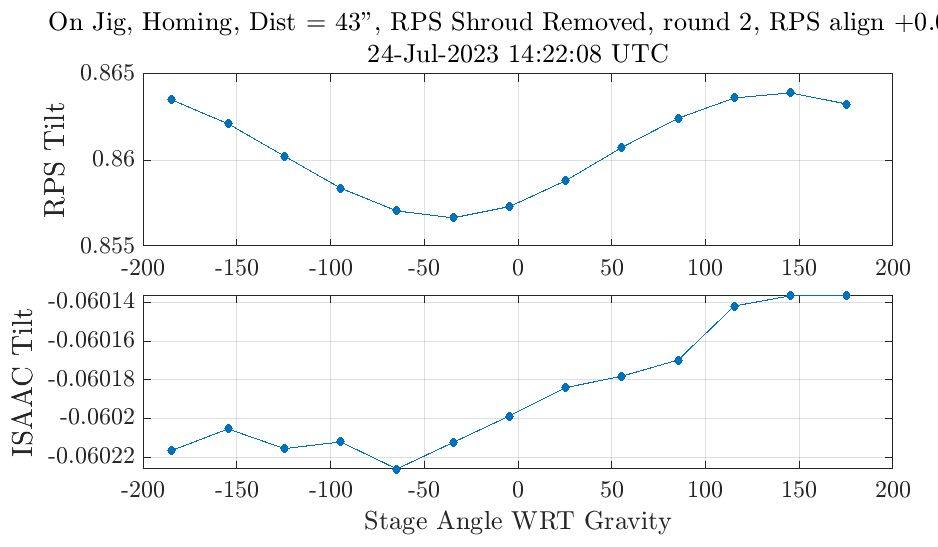 On Jig, Homing, Dist = 43", RPS Shroud Removed, round 2, RPS align +0.0
24-Jul-2023 14:22:08 UTC
0.865
0.86
0.855
RPS Tilt
-200 -150 -100 -50 0 50 100 150 200
-0.06014
-0.06016
-0.06018
-0.0602
-0.06022
ISAAC Tilt
-200 -150 -100 -50 0 50 100 150 200
Stage Angle WRT Gravity